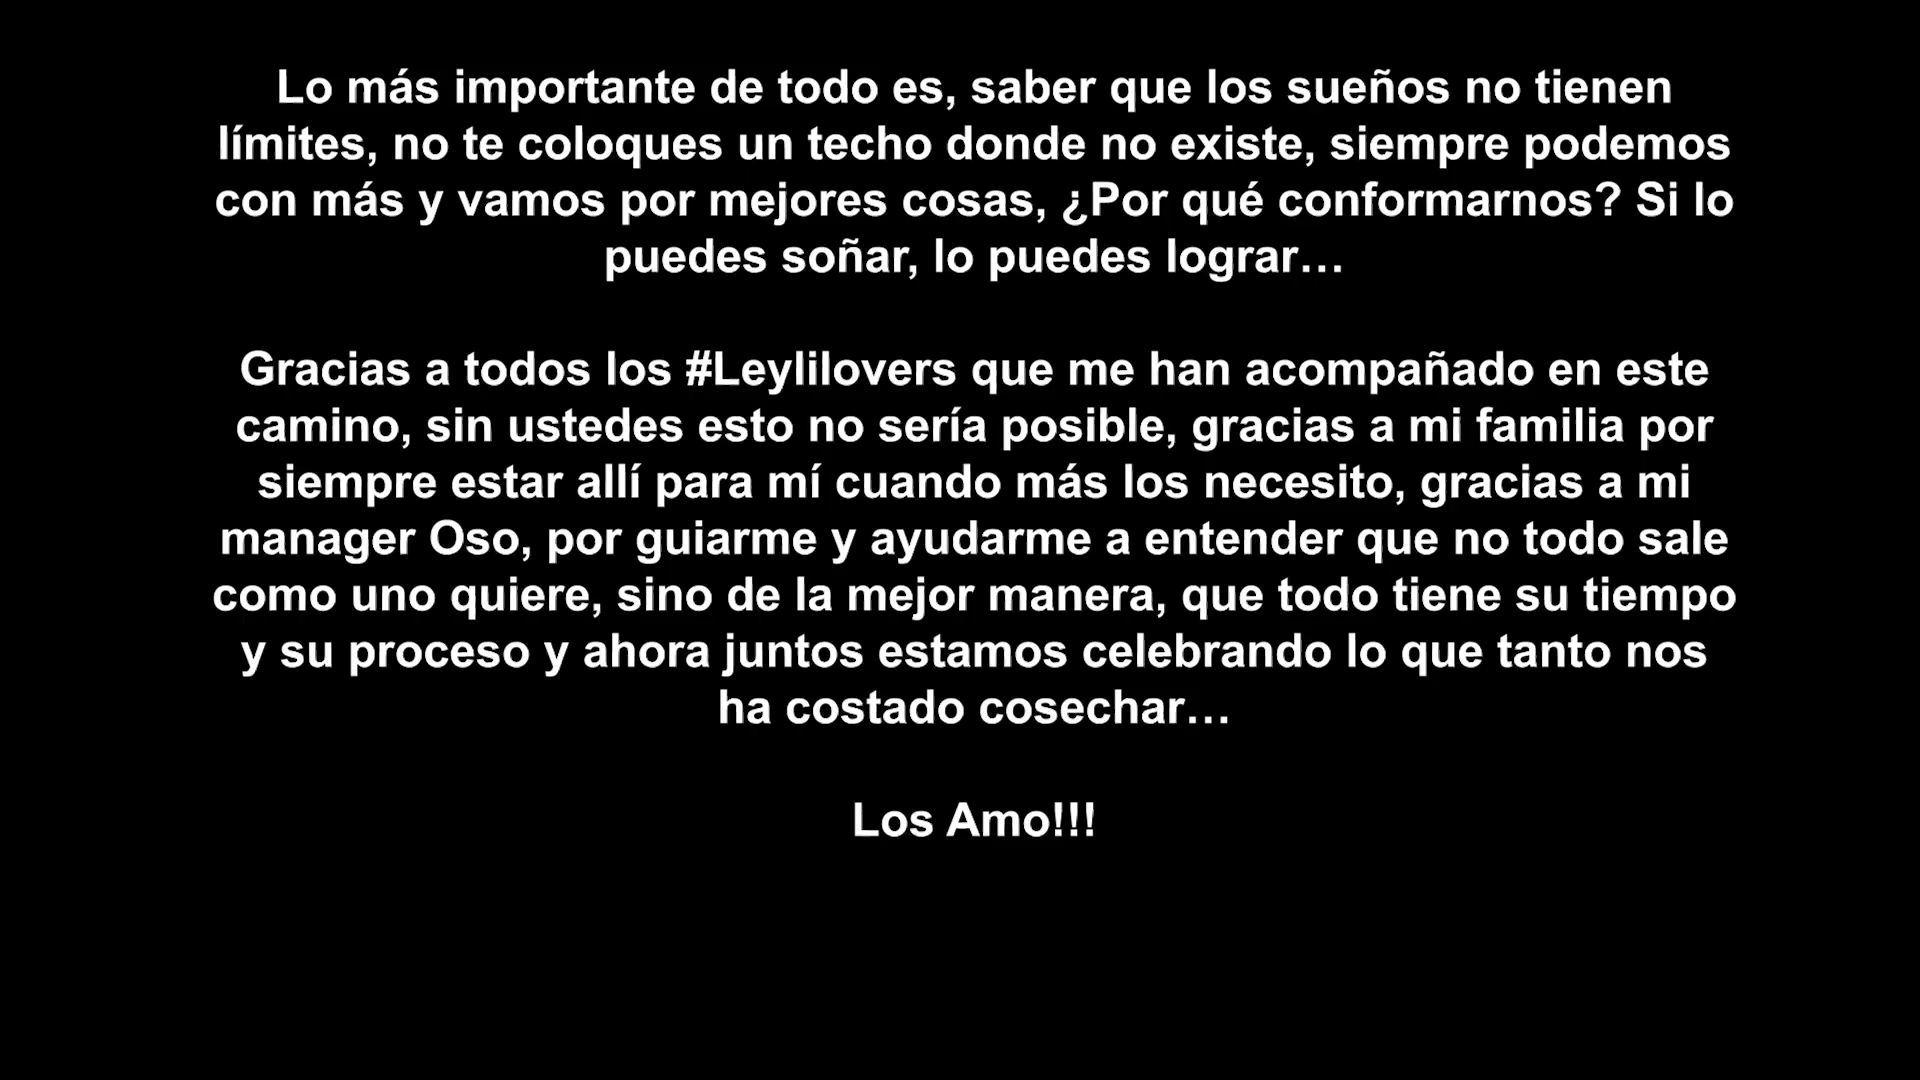 Lo más importante de todo es, saber que los sueños no tienen
límites, no te coloques un techo donde no existe, siempre podemos
con más y vamos por mejores cosas, ¿Por qué conformarnos? Si lo
puedes soñar, lo puedes lograr…
Gracias a todos los #Leylilovers que me han acompañado en este
camino, sin ustedes esto no sería posible, gracias a mi familia por
siempre estar allí para mí cuando más los necesito, gracias a mi
manager Oso, por guiarme y ayudarme a entender que no todo sale
como uno quiere, sino de la mejor manera, que todo tiene su tiempo
y su proceso y ahora juntos estamos celebrando lo que tanto nos
ha costado cosechar…
Los Amo!!!